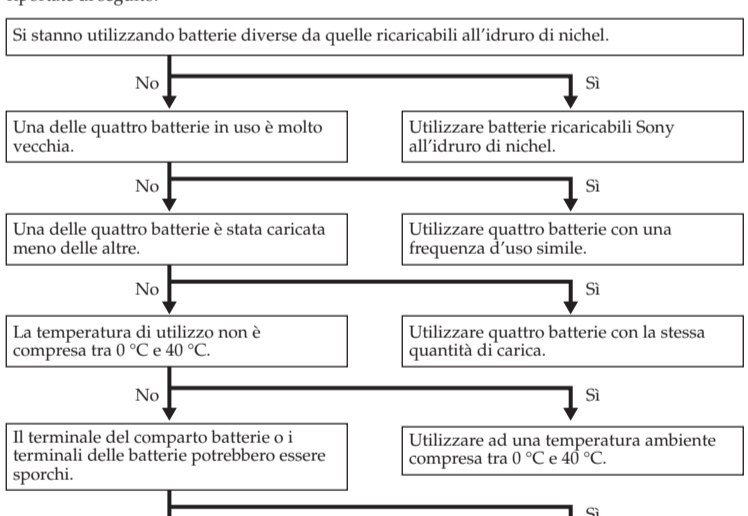 Si stanno utilizzando batterie diverse da quelle ricaricabili all'idruro di nichel.
No
Sì
Una delle quattro batterie in uso è molto
vecchia.
Utilizzare batterie ricaricabili Sony
all'idruro di nichel.
No
Sì
Una delle quattro batterie è stata caricata
meno delle altre.
Utilizzare quattro batterie con una
frequenza d'uso simile.
No
Sì
La temperatura di utilizzo non è
compresa tra 0 °C e 40 °C.
Utilizzare quattro batterie con la stessa
quantità di carica.
No
Sì
Il terminale del comparto batterie o i
terminali delle batterie potrebbero essere
sporchi.
Utilizzare ad una temperatura ambiente
compresa tra 0 °C e 40 °C.
Sì